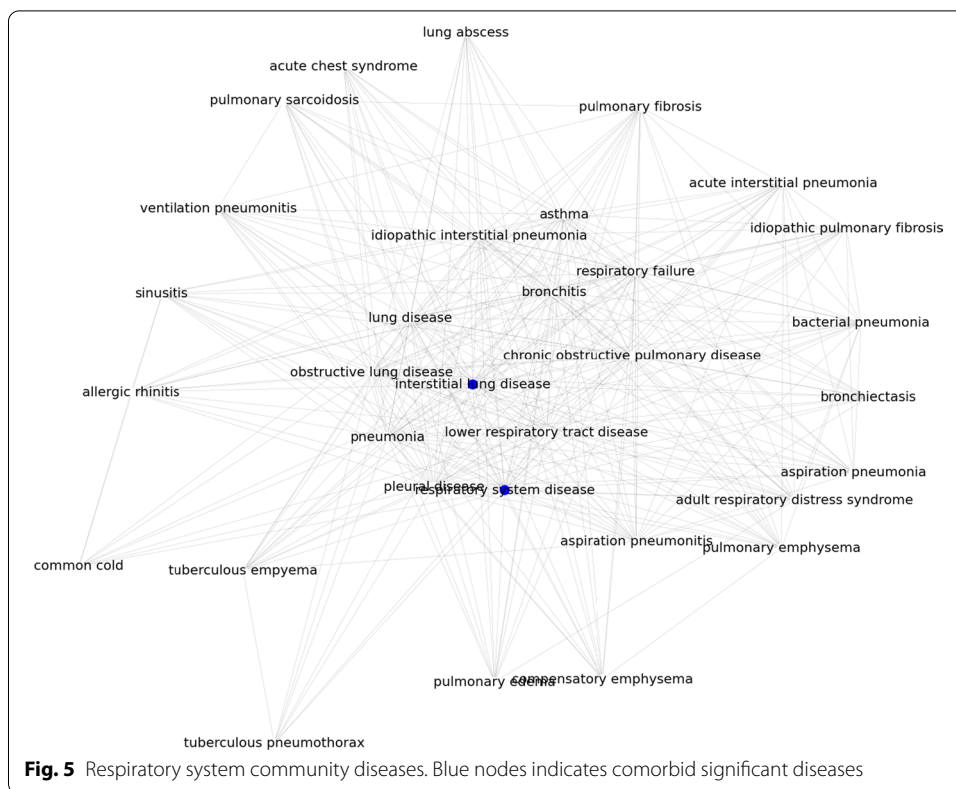 lung abscess
acute chest syndrome
pulmonary sarcoidosis
pulmonary fibrosis
acute interstitial pneumonia
ventilation pneumonitis
asthma
idiopathic pulmonary fibrosis
idiopathic interstitial pneumonia
respiratory failure
sinusitis
bronchitis
lung disease
bacterial pneumonia
chronic obstructive pulmonary disease
obstructive lung disease
interstitial lung disease
allergic rhinitis
bronchiectasis
pneumonia
lower respiratory tract disease
aspiration pneumonia
pleural disease
respiratory system disease
adult respiratory distress syndrome
aspiration pneumonitis
pulmonary emphysema
common cold
tuberculous empyema
pulmonary edema
compensatory emphysema
tuberculous pneumothorax
Fig. 5 Respiratory system community diseases. Blue nodes indicates comorbid significant diseases